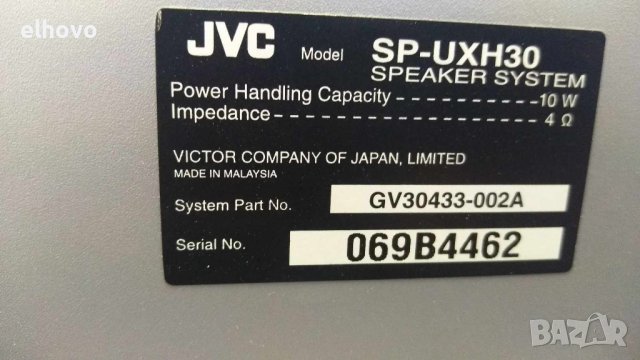 elhovo
JVC Model SP-UXH30
SPEAKER SYSTEM
Power Handling Capacity ------------ 10 W
Impedance ------------------------ 4 Ω
VICTOR COMPANY OF JAPAN, LIMITED
MADE IN MALAYSIA
System Part No. GV30433-002A
Serial No. 069B4462
BAZAR